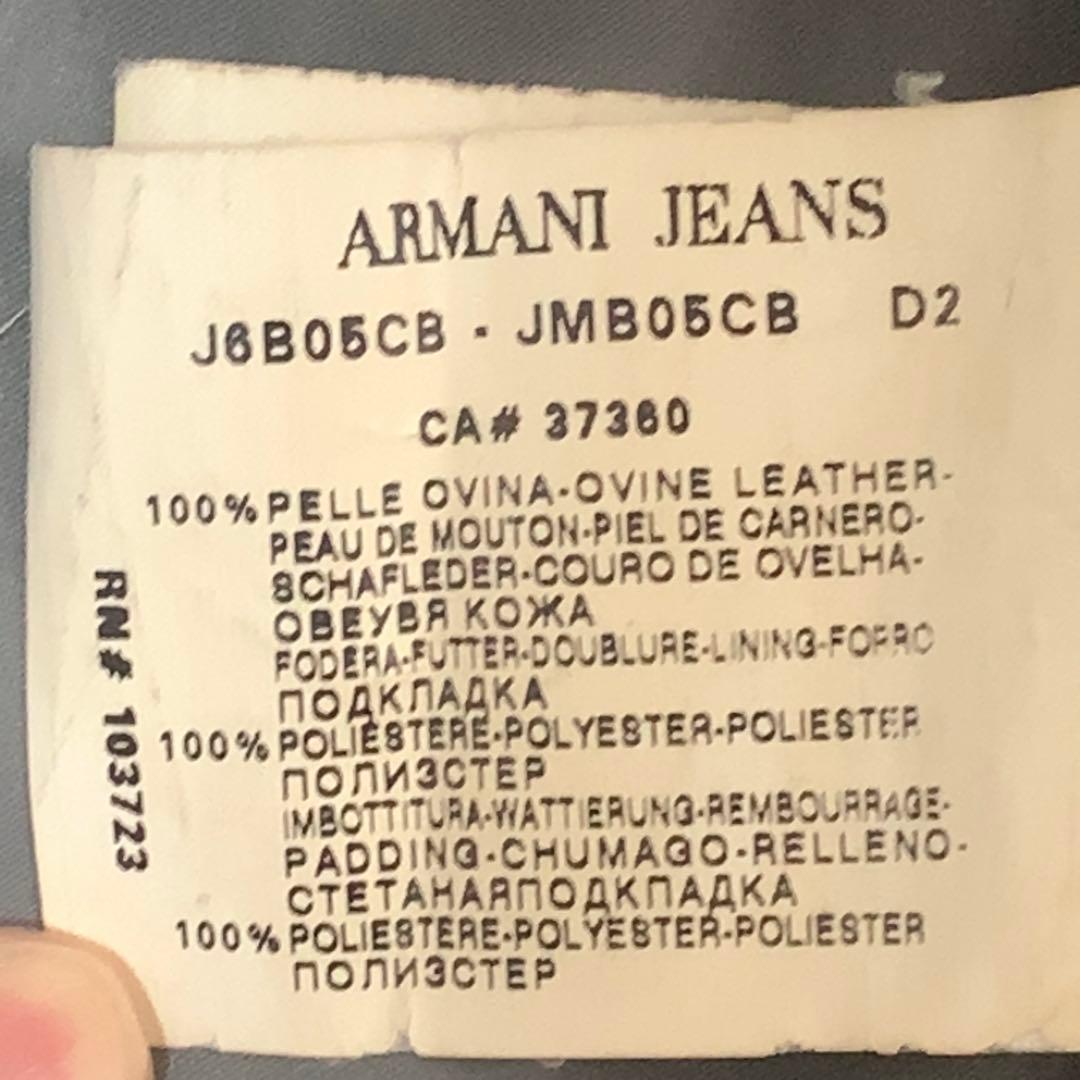 ARMANI JEANS
J6B05CB - JMB05CB D2
CA# 37360
100% PELLE OVINA-OVINE LEATHER-
PEAU DE MOUTON-PIEL DE CARNERO-
SCHAFLEDER-COURO DE OVELHA-
ОВЕУВЯ КОЖА
FODERA-FUTTER-DOUBLURE-LINING-FORRO
ПОДКЛАДКА
100% POLIESTERE-POLYESTER-POLIESTER
ПОЛИЗСТЕР
IMBOTTITURA-WATTIERUNG-REMBOURRAGE-
PADDING-CHUMAGO-RELLENO-
СТЕТАНАЯПОДКПАДКА
100% POLIESTERE-POLYESTER-POLIESTER
ПОЛИЗСТЕР
RN# 103723